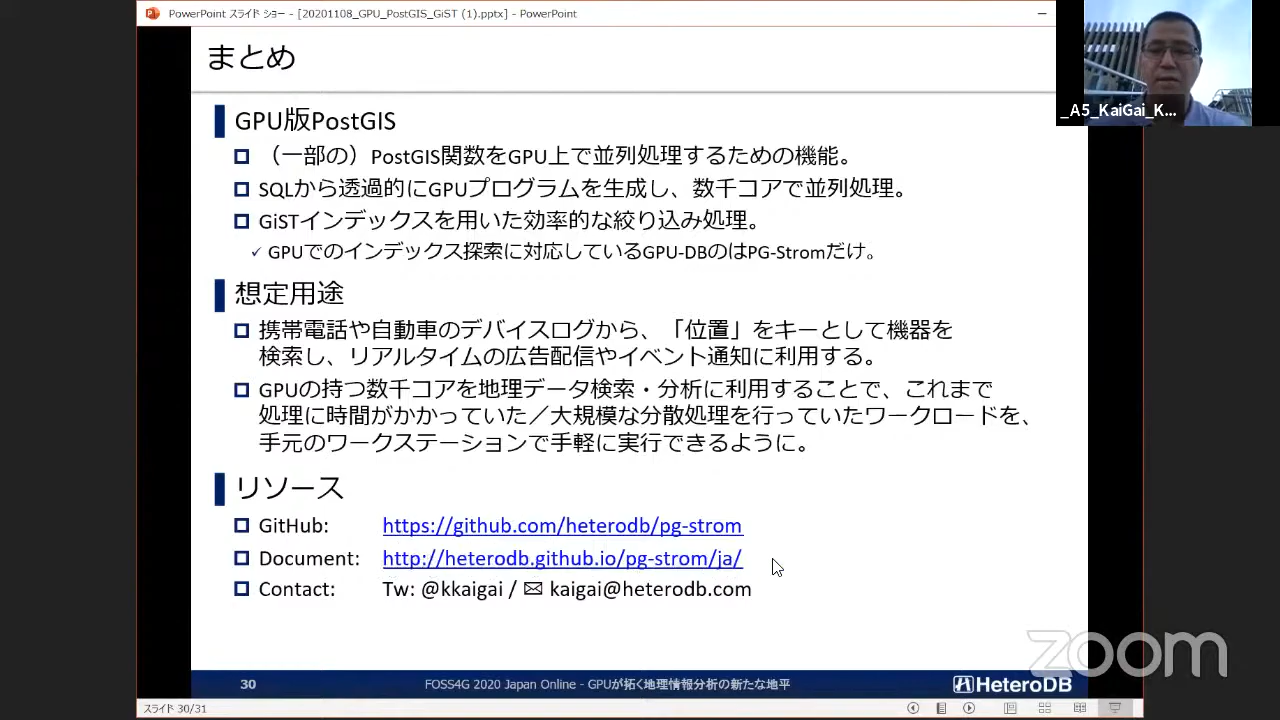 PowerPoint スライド ショー - [20201108_GPU_PostGIS_GiST (1).pptx] - PowerPoint
_A5_KaiGai_K...
まとめ
GPU版PostGIS
（一部の）PostGIS関数をGPU上で並列処理するための機能。
SQLから透過的にGPUプログラムを生成し、数千コアで並列処理。
GiSTインデックスを用いた効率的な絞り込み処理。
✓ GPUでのインデックス探索に対応しているGPU-DBのはPG-Stromだけ。
想定用途
携帯電話や自動車のデバイスログから、「位置」をキーとして機器を
検索し、リアルタイムの広告配信やイベント通知に利用する。
GPUの持つ数千コアを地理データ検索・分析に利用することで、これまで
処理に時間がかかっていた／大規模な分散処理を行っていたワークロードを、
手元のワークステーションで手軽に実行できるように。
リソース
GitHub: https://github.com/heterodb/pg-strom
Document: http://heterodb.github.io/pg-strom/ja/
Contact: Tw: @kkaigai / ✉ kaigai@heterodb.com
zoom
30 FOSS4G 2020 Japan Online - GPUが拓く地理情報分析の新たな地平 HeteroDB
スライド 30/31